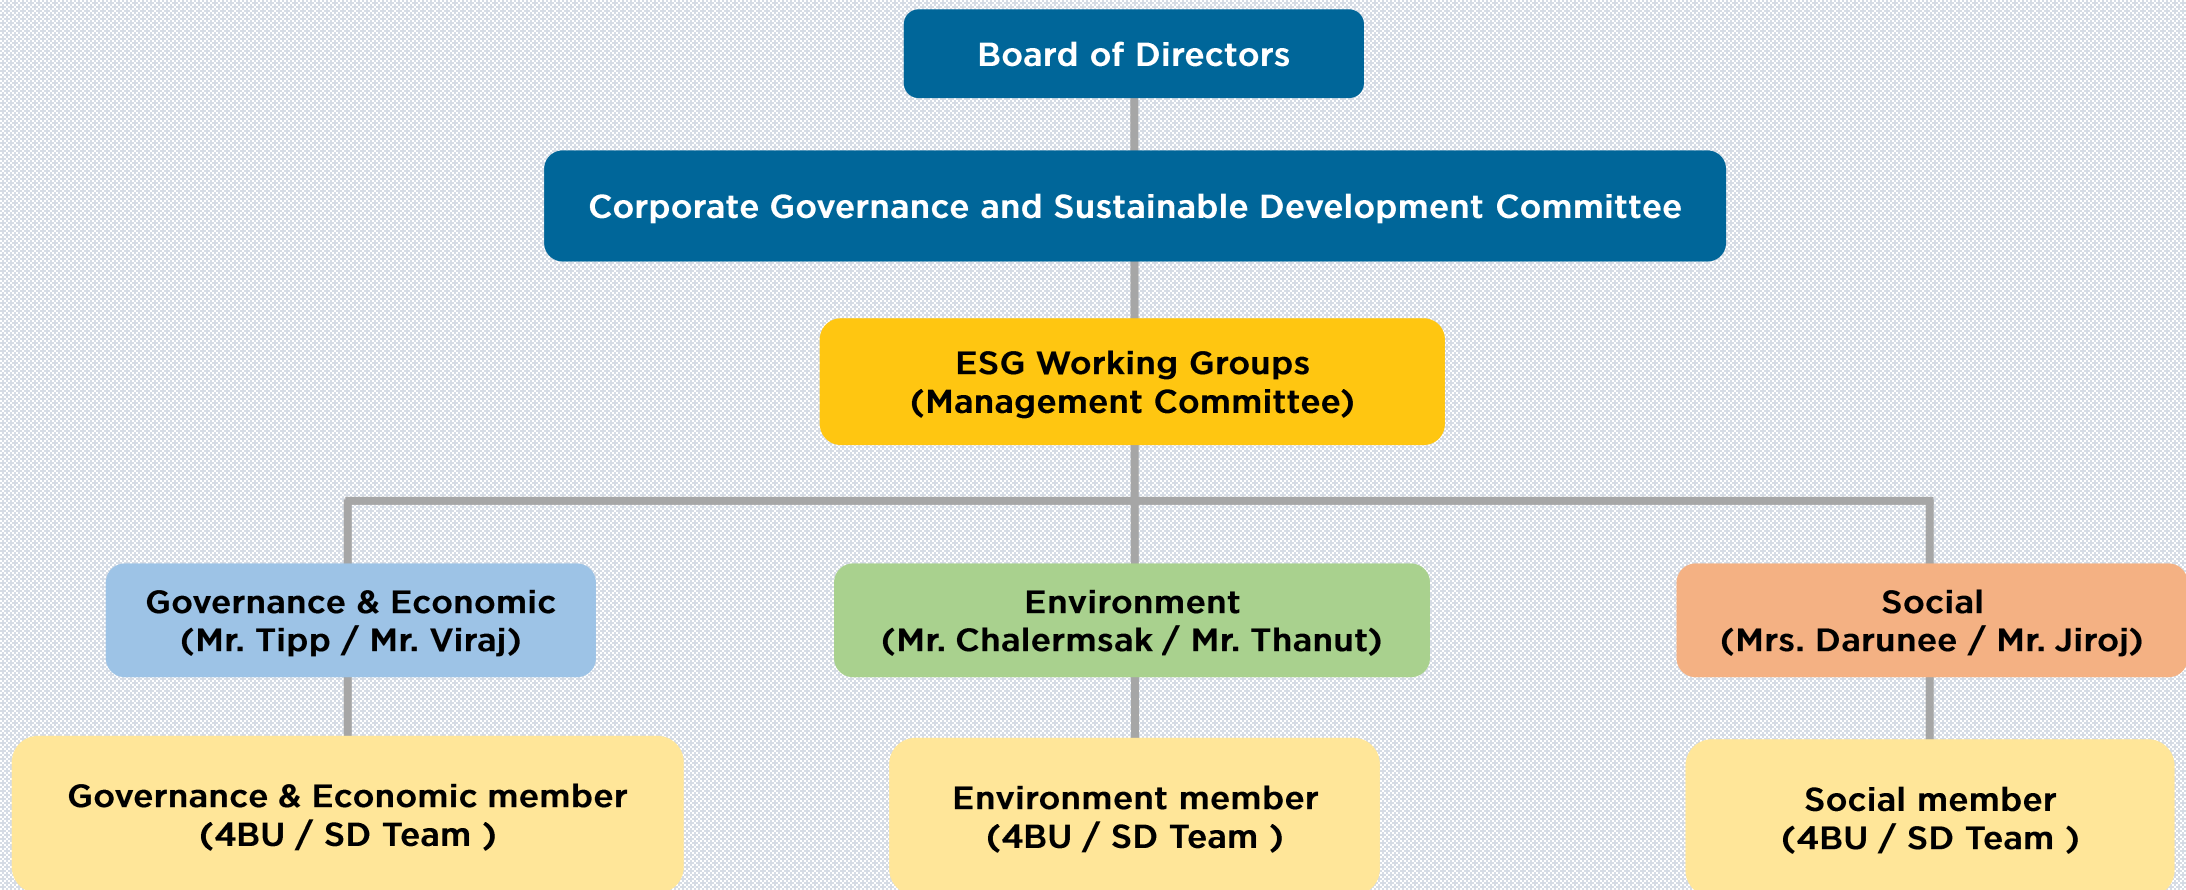 Board of Directors
Corporate Governance and Sustainable Development Committee
ESG Working Groups
(Management Committee)
Governance & Economic
(Mr. Tipp / Mr. Viraj)
Environment
(Mr. Chalermsak / Mr. Thanut)
Social
(Mrs. Darunee / Mr. Jiroj)
Governance & Economic member
(4BU / SD Team )
Environment member
(4BU / SD Team )
Social member
(4BU / SD Team )